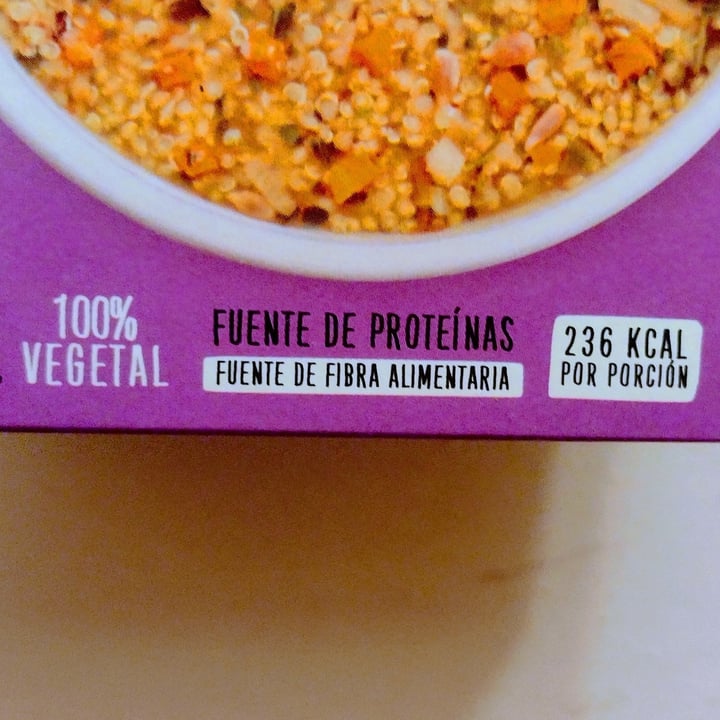 100%
VEGETAL
FUENTE DE PROTEÍNAS
FUENTE DE FIBRA ALIMENTARIA
236 KCAL
POR PORCIÓN